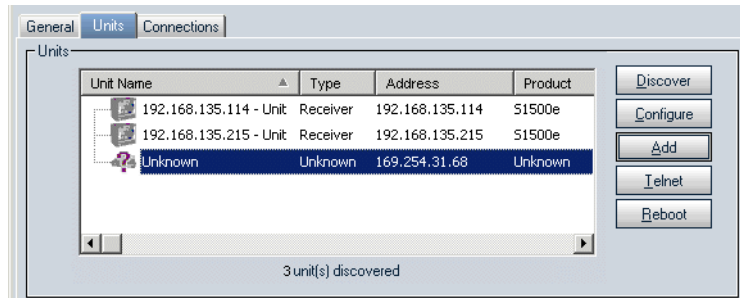 General Units Connections
Units
Unit Name Type Address Product
192.168.135.114 - Unit Receiver 192.168.135.114 S1500e
192.168.135.215 - Unit Receiver 192.168.135.215 S1500e
Unknown Unknown 169.254.31.68 Unknown
3 unit(s) discovered
Discover
Configure
Add
Telnet
Reboot